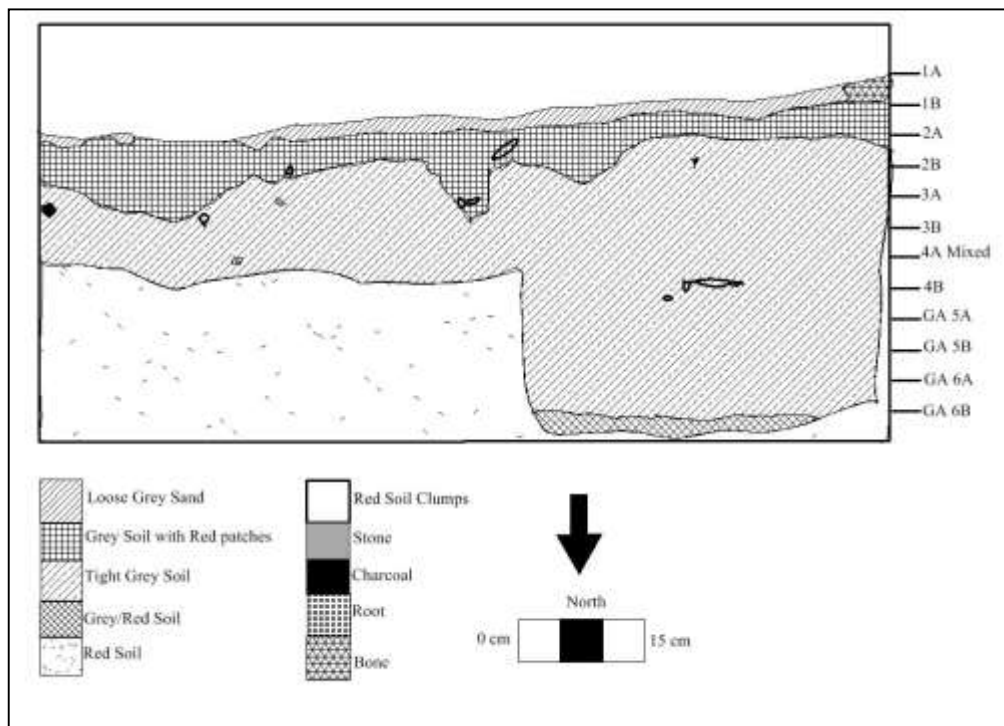 1A
1B
2A
2B
3A
3B
4A Mixed
4B
GA 5A
GA 5B
GA 6A
GA 6B
Loose Grey Sand
Grey Soil with Red patches
Tight Grey Soil
Grey/Red Soil
Red Soil
Red Soil Clumps
Stone
Charcoal
Root
Bone
North
0 cm
15 cm